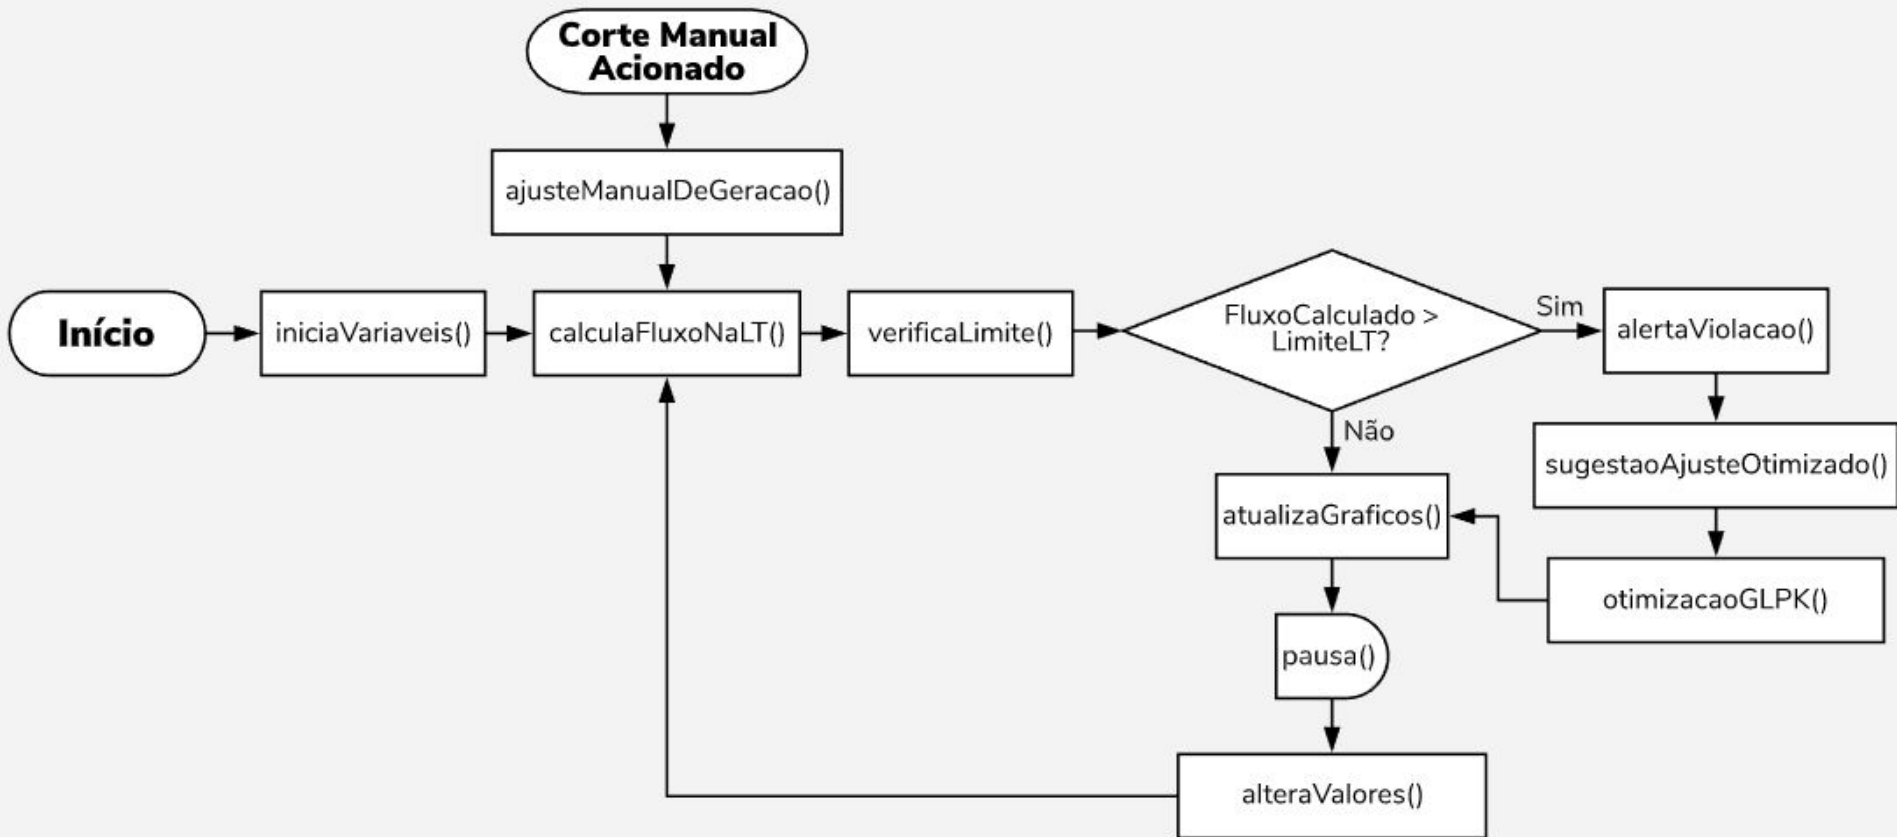 Corte Manual
Acionado
ajusteManualDeGeracao()
Início
iniciaVariaveis()
calculaFluxoNaLT()
verificaLimite()
FluxoCalculado >
LimiteLT?
Sim
alertaViolacao()
Não
sugestaoAjusteOtimizado()
atualizaGraficos()
otimizacaoGLPK()
pausa()
alteraValores()